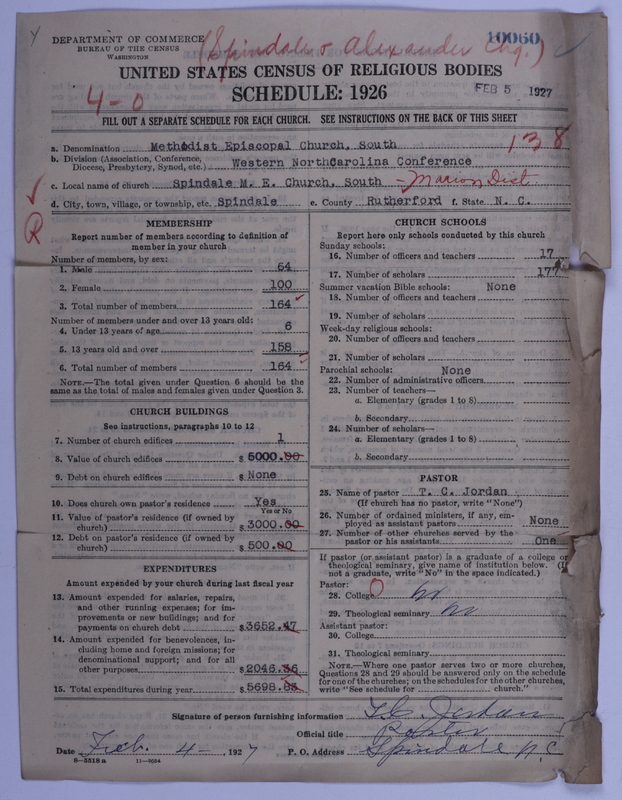 DEPARTMENT OF COMMERCE
BUREAU OF THE CENSUS
WASHINGTON
(Spindale & Alexander Chg.)
10060
UNITED STATES CENSUS OF RELIGIOUS BODIES
SCHEDULE: 1926
4-0
FEB 5 1927
FILL OUT A SEPARATE SCHEDULE FOR EACH CHURCH. SEE INSTRUCTIONS ON THE BACK OF THIS SHEET
a. Denomination Methodist Episcopal Church, South 138
b. Division (Association, Conference, Diocese, Presbytery, Synod, etc.) Western NorthCarolina Conference
c. Local name of church Spindale M. E. Church, South - Marion Dist
d. City, town, village, or township, etc. Spindale e. County Rutherford f. State N. C.
R
MEMBERSHIP
Report number of members according to definition of
member in your church
Number of members, by sex:
1. Male 64
2. Female 100
3. Total number of members 164
Number of members under and over 13 years old:
4. Under 13 years of age 6
5. 13 years old and over 158
6. Total number of members 164
NOTE.—The total given under Question 6 should be the
same as the total of males and females given under Question 3.
CHURCH BUILDINGS
See instructions, paragraphs 10 to 12
7. Number of church edifices 1
8. Value of church edifices $ 5000.00
9. Debt on church edifices $ None
10. Does church own pastor's residence Yes
Yes or No
11. Value of pastor's residence (if owned by
church) $ 3000.00
12. Debt on pastor's residence (if owned by
church) $ 500.00
EXPENDITURES
Amount expended by your church during last fiscal year
13. Amount expended for salaries, repairs,
and other running expenses; for im-
provements or new buildings; and for
payments on church debt $3652.47
14. Amount expended for benevolences, in-
cluding home and foreign missions; for
denominational support; and for all
other purposes $2046.36
15. Total expenditures during year $5698.83
CHURCH SCHOOLS
Report here only schools conducted by this church
Sunday schools:
16. Number of officers and teachers 17
17. Number of scholars 177
Summer vacation Bible schools: None
18. Number of officers and teachers
19. Number of scholars
Week-day religious schools:
20. Number of officers and teachers
21. Number of scholars
Parochial schools: None
22. Number of administrative officers
23. Number of teachers—
a. Elementary (grades 1 to 8)
b. Secondary
24. Number of scholars—
a. Elementary (grades 1 to 8)
b. Secondary
PASTOR
25. Name of pastor T. C. Jordan
(If church has no pastor, write "None")
26. Number of ordained ministers, if any, em-
ployed as assistant pastors None
27. Number of other churches served by the
pastor or his assistants One
If pastor (or assistant pastor) is a graduate of a college or
theological seminary, give name of institution below. (If
not a graduate, write "No" in the space indicated.)
Pastor:
28. College 0 No
29. Theological seminary No
Assistant pastor:
30. College
31. Theological seminary
NOTE.—Where one pastor serves two or more churches,
Questions 28 and 29 should be answered only on the schedule
for one of the churches; on the schedules for the other churches,
write "See schedule for church."
Signature of person furnishing information T. C. Jordan
Official title Pastor
Date Feb. 4-, 1927 P. O. Address Spindale N C
8-5518 a 11-9034